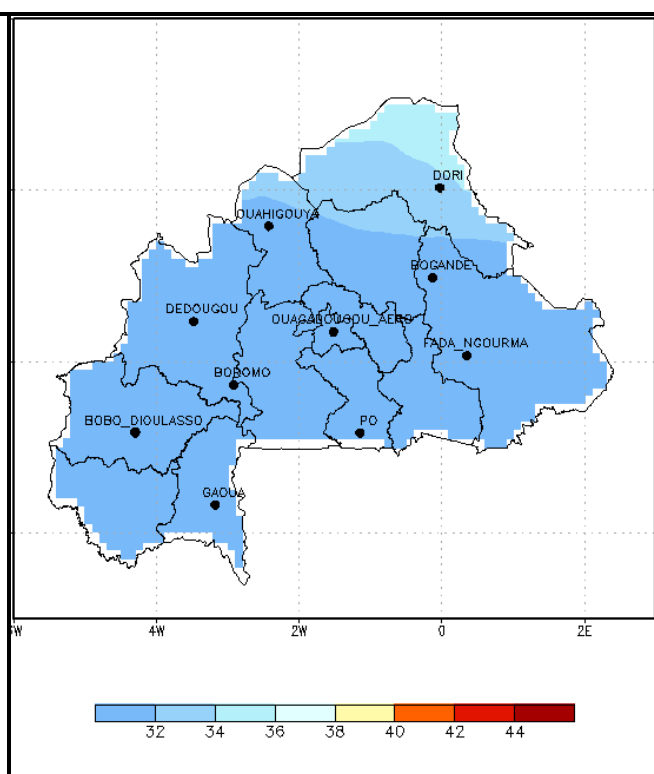 DORI
OUAHIGOUYA
BOGANDE
DEDOUGOU
OUAGADOUGOU_AERO
FADA_NGOURMA
BOROMO
BOBO_DIOULASSO
PO
GAOUA
4W 2W 0 2E
32 34 36 38 40 42 44